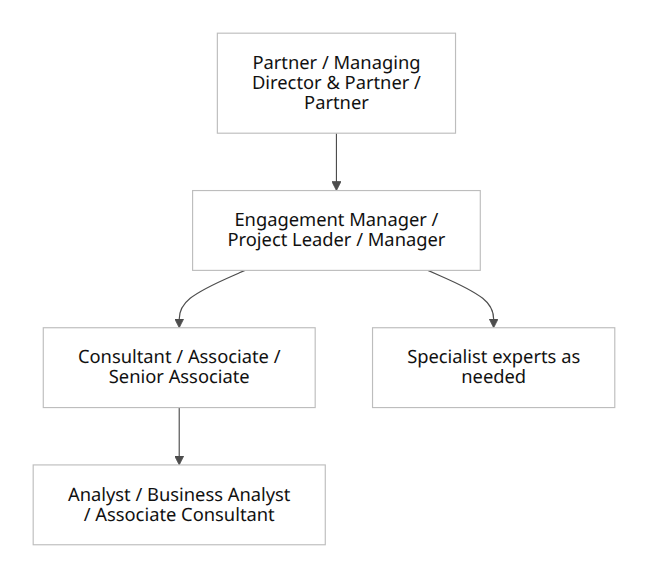 Partner / Managing
Director & Partner /
Partner
Engagement Manager /
Project Leader / Manager
Consultant / Associate /
Senior Associate
Specialist experts as
needed
Analyst / Business Analyst
/ Associate Consultant